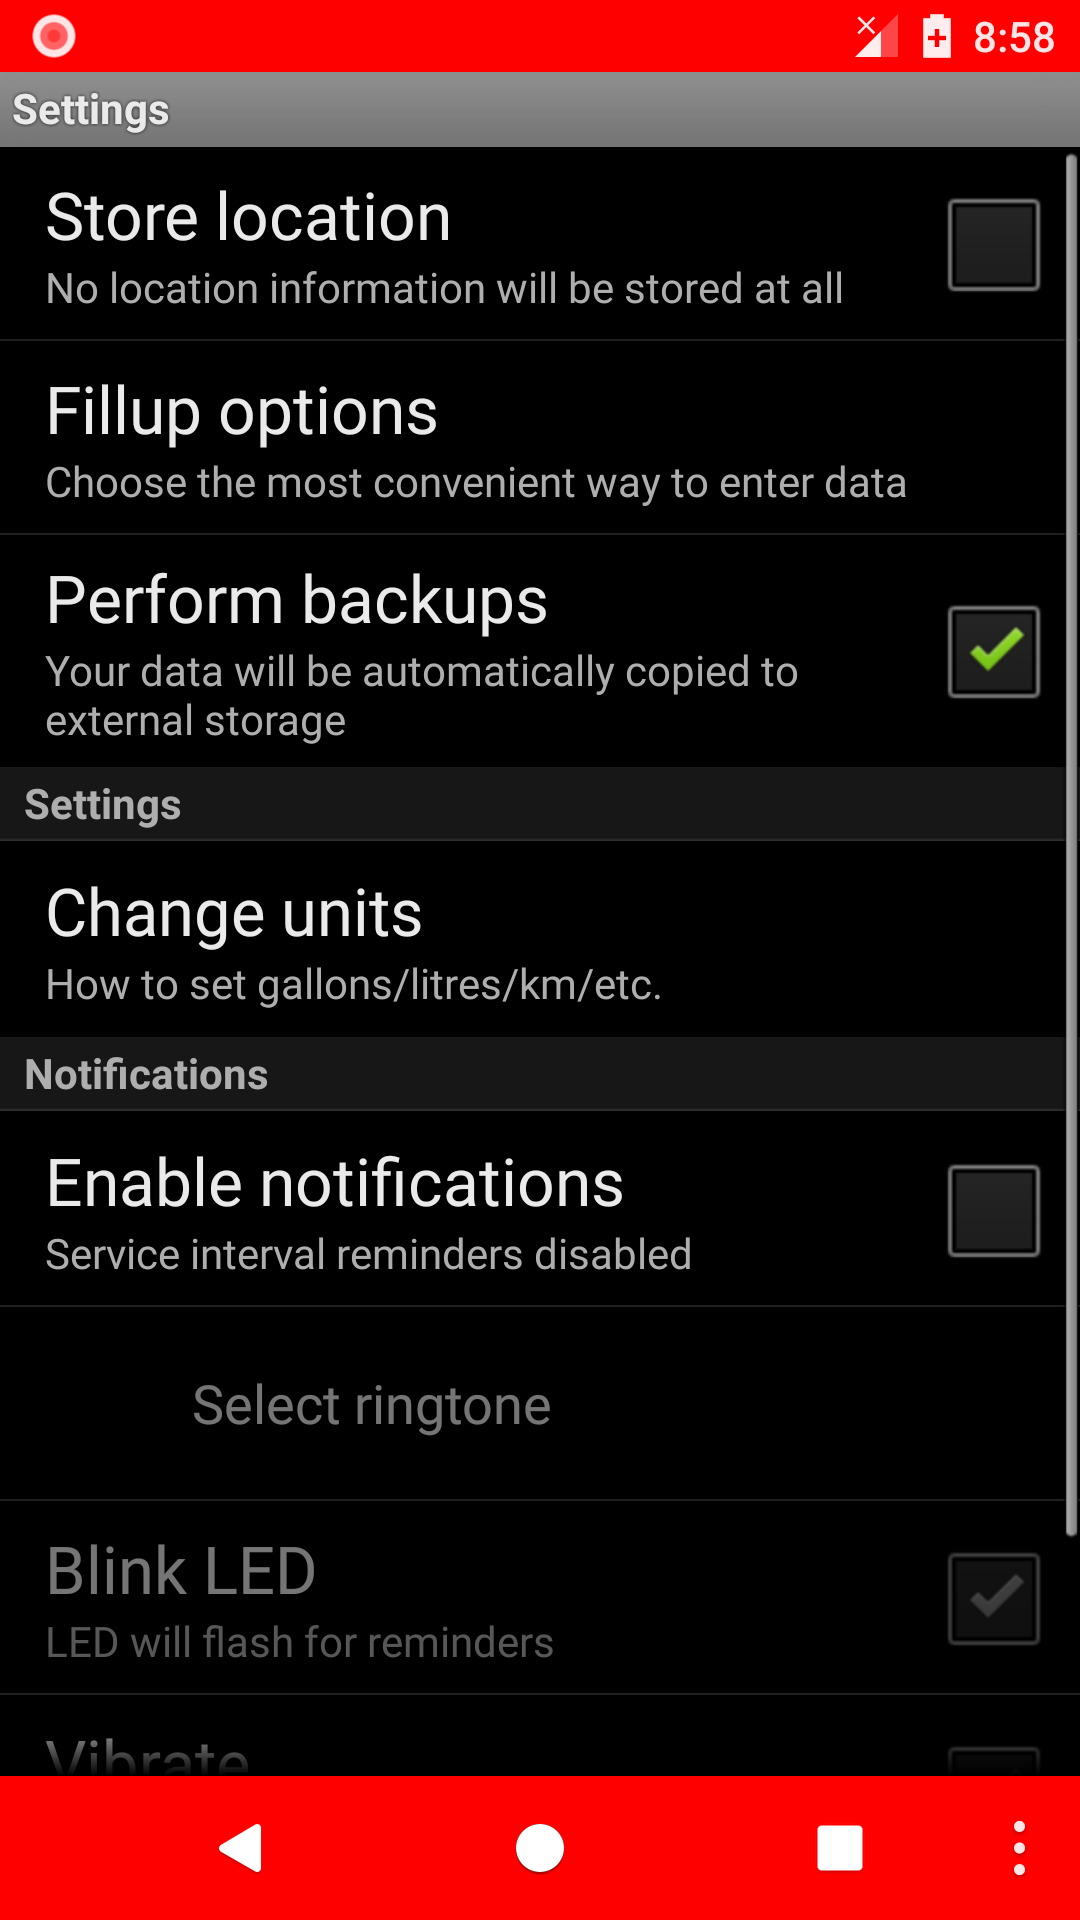 8:58
Settings
Store location
No location information will be stored at all
Fillup options
Choose the most convenient way to enter data
Perform backups
Your data will be automatically copied to
external storage
Settings
Change units
How to set gallons/litres/km/etc.
Notifications
Enable notifications
Service interval reminders disabled
Select ringtone
Blink LED
LED will flash for reminders
Vibrate